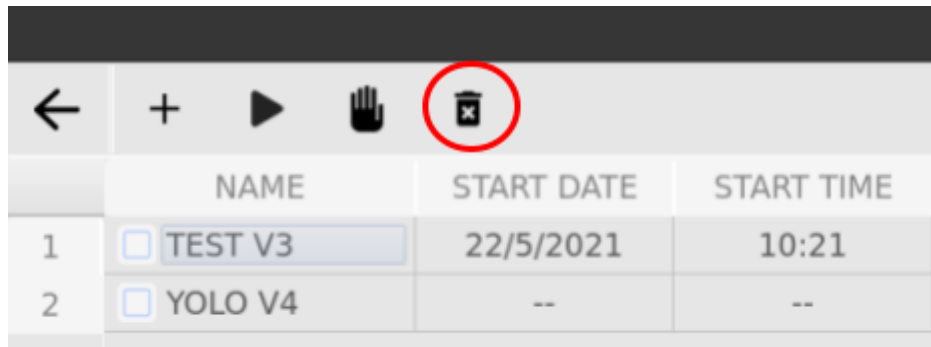 NAME START DATE START TIME
1 TEST V3 22/5/2021 10:21
2 YOLO V4 -- --